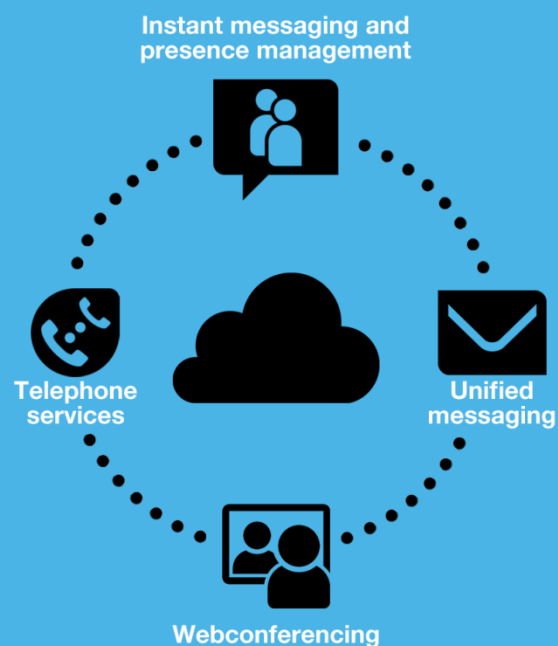 Instant messaging and
presence management
Telephone
services
Unified
messaging
Webconferencing